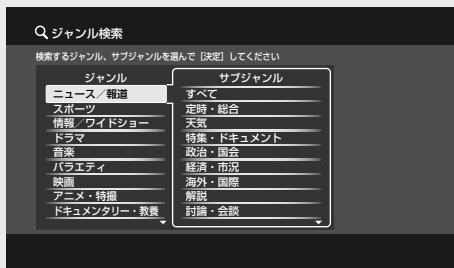 ジャンル検索
検索するジャンル、サブジャンルを選んで［決定］してください
ジャンル
ニュース／報道
スポーツ
情報／ワイドショー
ドラマ
音楽
バラエティ
映画
アニメ・特撮
ドキュメンタリー・教養
サブジャンル
すべて
定時・総合
天気
特集・ドキュメント
政治・国会
経済・市況
海外・国際
解説
討論・会談